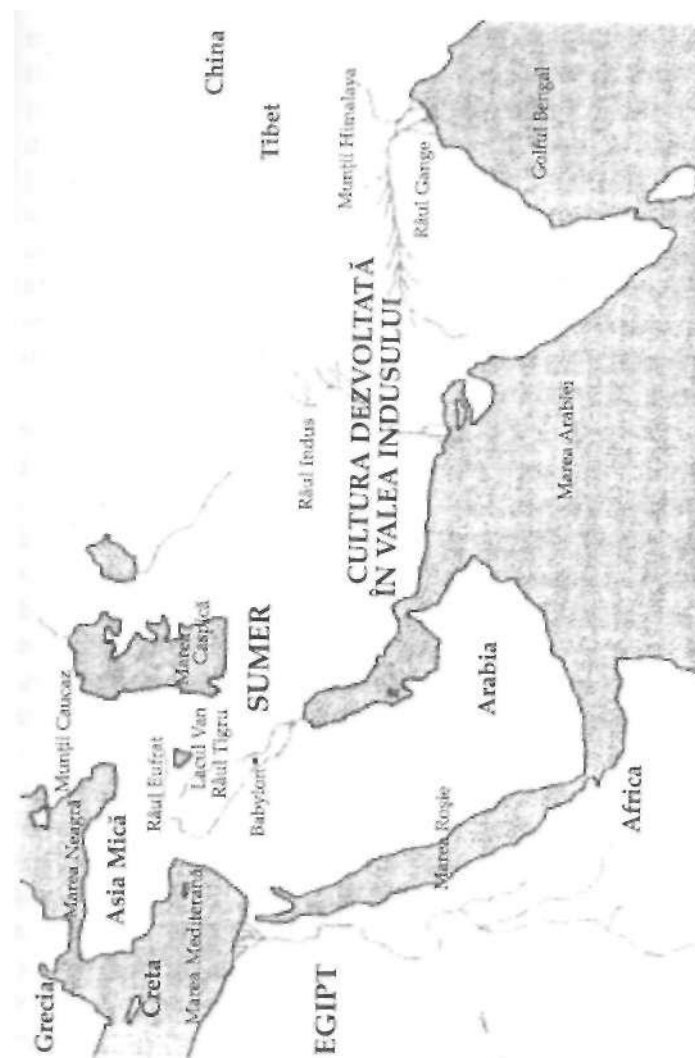 Grecia
Marea Neagră
Munții Caucaz
Asia Mică
Creta
Marea Mediterană
Râul Eufrat
Lacul Van
Râul Tigru
Marea
Caspică
SUMER
Babylon
EGIPT
Marea Roșie
Arabia
Africa
Râul Indus
CULTURA DEZVOLTATĂ
ÎN VALEA INDUSULUI
Marea Arabiei
China
Tibet
Munții Himalaya
Râul Gange
Golful Bengal